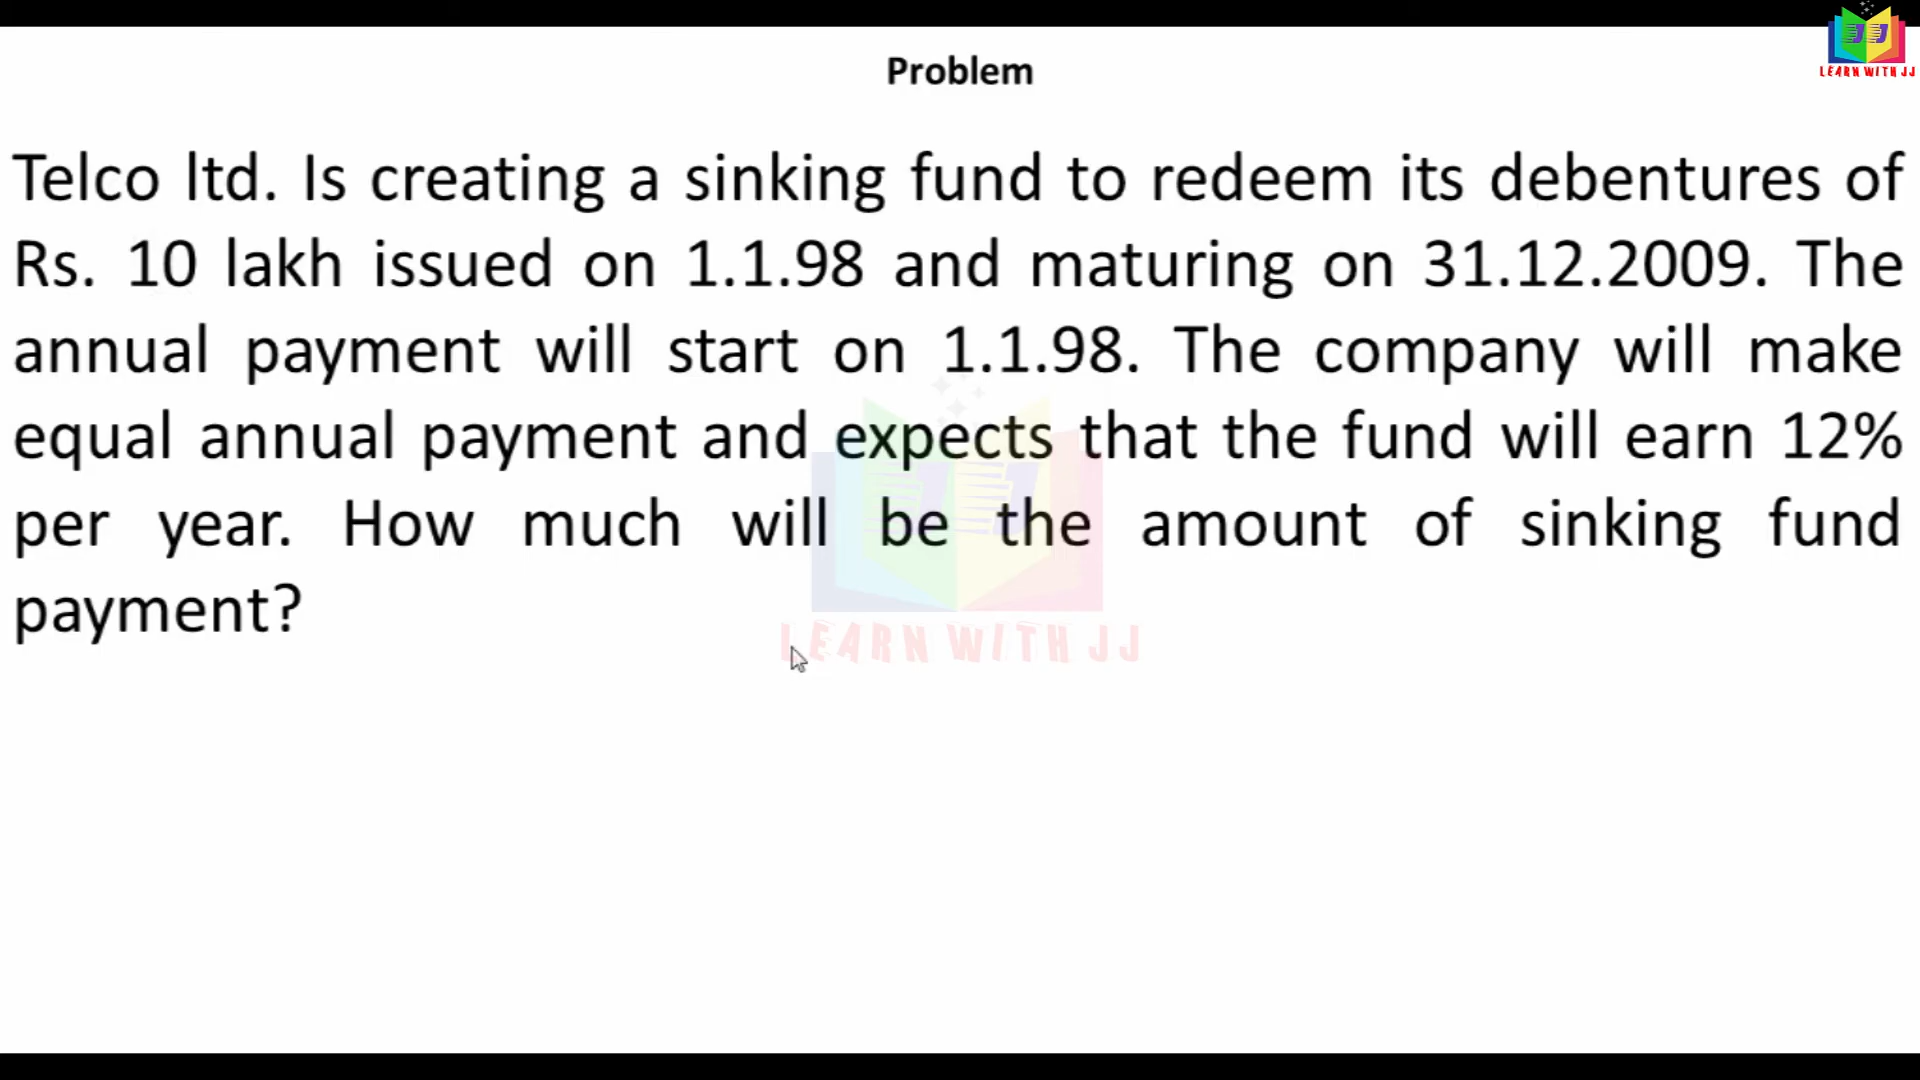 LEARN WITH JJ
Problem
Telco ltd. Is creating a sinking fund to redeem its debentures of
Rs. 10 lakh issued on 1.1.98 and maturing on 31.12.2009. The
annual payment will start on 1.1.98. The company will make
equal annual payment and expects that the fund will earn 12%
per year. How much will be the amount of sinking fund
payment?
LEARN WITH JJ